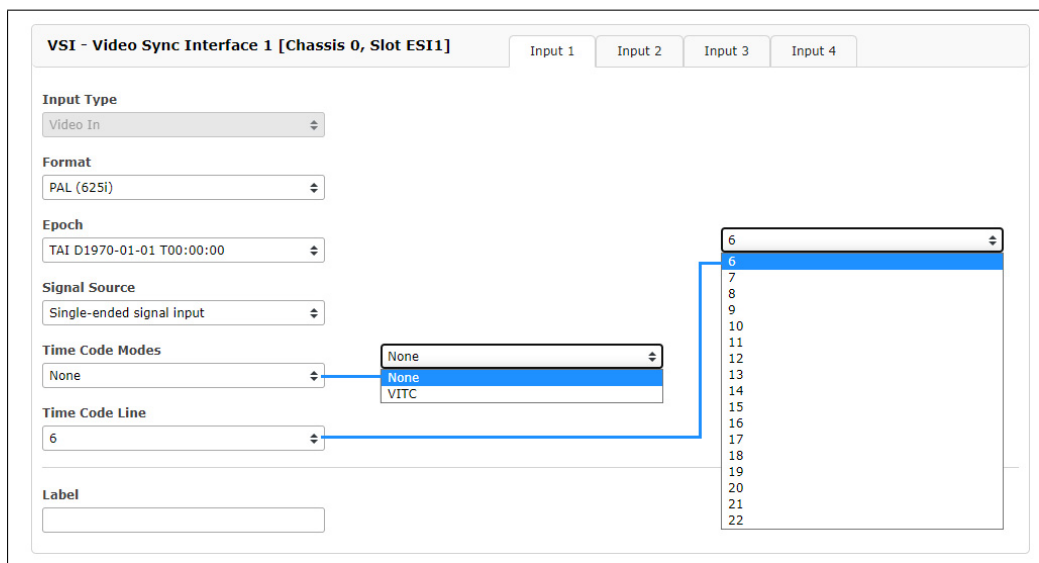 VSI - Video Sync Interface 1 [Chassis 0, Slot ESI1]
Input 1
Input 2
Input 3
Input 4
Input Type
Video In
Format
PAL (625i)
Epoch
TAI D1970-01-01 T00:00:00
Signal Source
Single-ended signal input
Time Code Modes
None
None
None
VITC
Time Code Line
6
6
6
7
8
9
10
11
12
13
14
15
16
17
18
19
20
21
22
Label